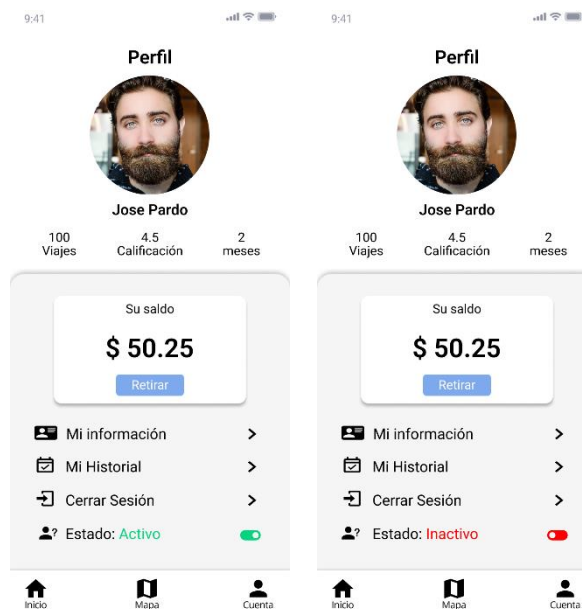 9:41
Perfil
Jose Pardo
100 4.5 2
Viajes Calificación meses
Su saldo
$ 50.25
Retirar
Mi información
Mi Historial
Cerrar Sesión
Estado: Activo
Inicio Mapa Cuenta
9:41
Perfil
Jose Pardo
100 4.5 2
Viajes Calificación meses
Su saldo
$ 50.25
Retirar
Mi información
Mi Historial
Cerrar Sesión
Estado: Inactivo
Inicio Mapa Cuenta